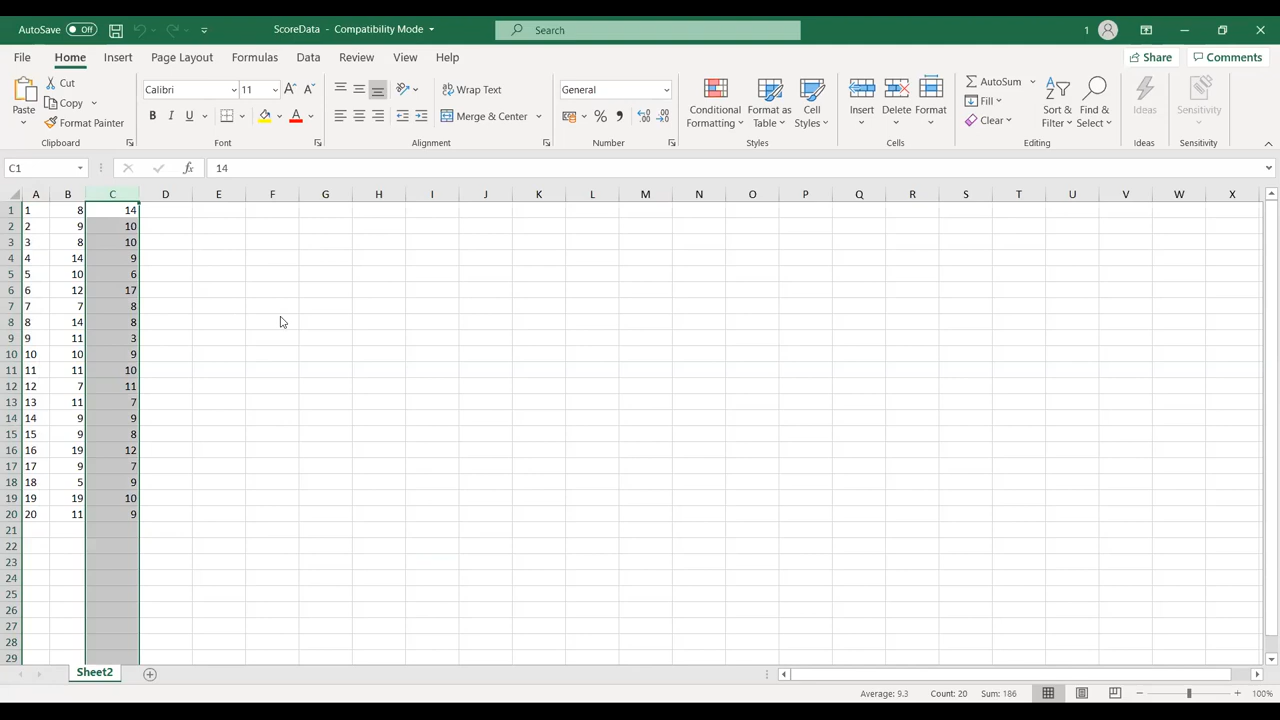 AutoSave Off ScoreData - Compatibility Mode Search 1
File Home Insert Page Layout Formulas Data Review View Help Share Comments
Paste Cut Copy Format Painter Clipboard
Calibri 11 A A B I U A Font
Wrap Text Merge & Center Alignment
General % , Number
Conditional Formatting Format as Table Cell Styles Styles
Insert Delete Format Cells
AutoSum Fill Clear Sort & Filter Find & Select Editing
Ideas Ideas
Sensitivity Sensitivity
C1 fx 14
A B C D E F G H I J K L M N O P Q R S T U V W X
1 1 8 14
2 2 9 10
3 3 8 10
4 4 14 9
5 5 10 6
6 6 12 17
7 7 7 8
8 8 14 8
9 9 11 3
10 10 10 9
11 11 11 10
12 12 7 11
13 13 11 7
14 14 9 9
15 15 9 8
16 16 19 12
17 17 9 7
18 18 5 9
19 19 19 10
20 20 11 9
21
22
23
24
25
26
27
28
29
Sheet2
Average: 9.3 Count: 20 Sum: 186 100%